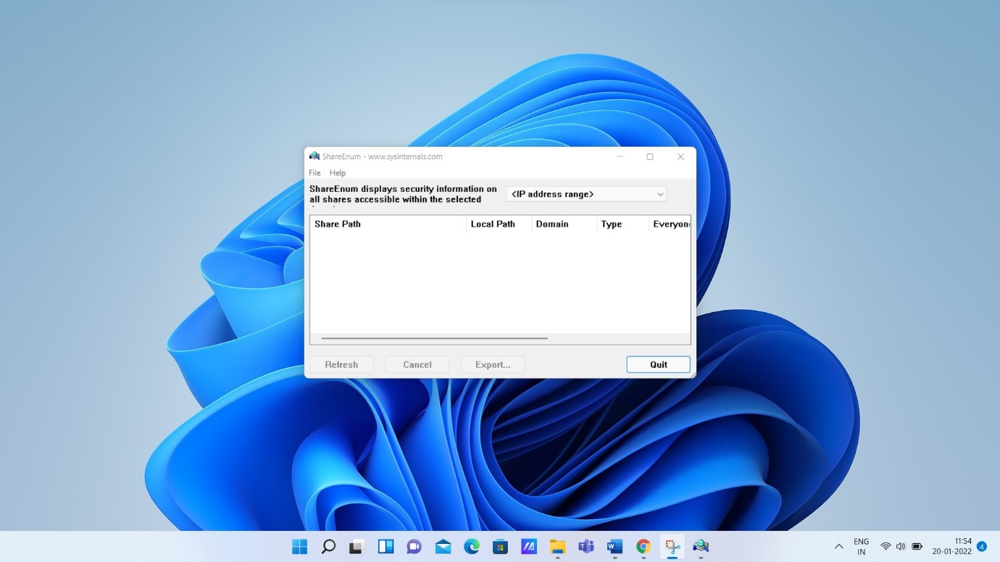 ShareEnum - www.sysinternals.com
File Help
ShareEnum displays security information on
all shares accessible within the selected
<IP address range>
Share Path Local Path Domain Type Everyon
Refresh Cancel Export... Quit
ENG
IN
11:54
20-01-2022
4